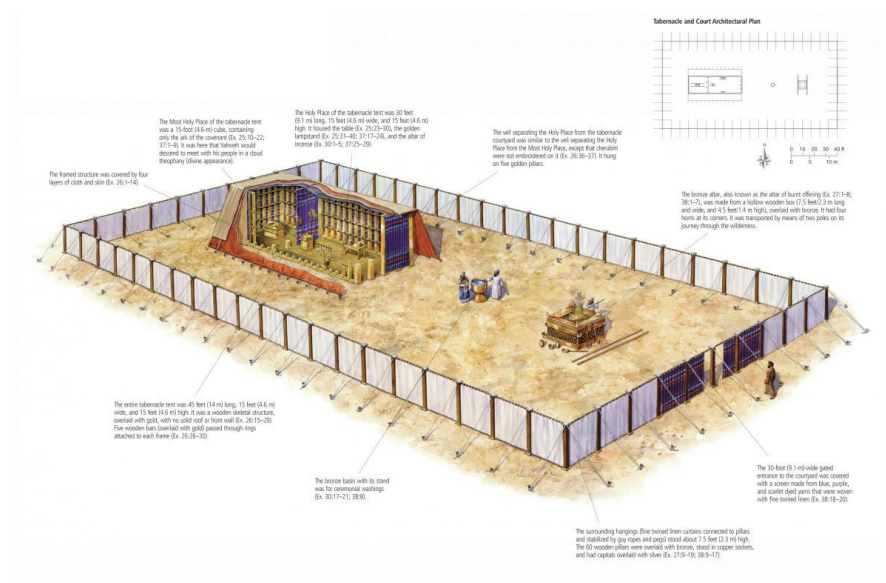 Tabernacle and Court Architectural Plan
N
0 10 20 30 40 ft
0 5 10 m
The Most Holy Place of the tabernacle tent
was a 15-foot (4.6-m) cube, containing
only the ark of the covenant (Ex. 25:10–22;
37:1–9). It was here that Yahweh would
descend to meet with his people in a cloud
theophany (divine appearance).
The Holy Place of the tabernacle tent was 30 feet
(9.1 m) long, 15 feet (4.6 m) wide, and 15 feet (4.6 m)
high. It housed the table (Ex. 25:23–30), the golden
lampstand (Ex. 25:31–40; 37:17–24), and the altar of
incense (Ex. 30:1–5; 37:25–29).
The veil separating the Holy Place from the tabernacle
courtyard was similar to the veil separating the Holy
Place from the Most Holy Place, except that cherubim
were not embroidered on it (Ex. 26:36–37). It hung
on five golden pillars.
The framed structure was covered by four
layers of cloth and skin (Ex. 26:1–14).
The bronze altar, also known as the altar of burnt offering (Ex. 27:1–8;
38:1–7), was made from a hollow wooden box (7.5 feet/2.3 m long
and wide, and 4.5 feet/1.4 m high), overlaid with bronze. It had four
horns at its corners. It was transported by means of two poles on its
journey through the wilderness.
The entire tabernacle tent was 45 feet (14 m) long, 15 feet (4.6 m)
wide, and 15 feet (4.6 m) high. It was a wooden skeletal structure,
overlaid with gold, with no solid roof or front wall (Ex. 26:15–29).
Five wooden bars (overlaid with gold) passed through rings
attached to each frame (Ex. 26:26–30).
The bronze basin with its stand
was for ceremonial washings
(Ex. 30:17–21; 38:8).
The 30-foot (9.1-m)-wide gated
entrance to the courtyard was covered
with a screen made from blue, purple,
and scarlet dyed yarns that were woven
with fine twined linen (Ex. 38:18–20).
The surrounding hangings (fine twined linen curtains connected to pillars
and stabilized by guy ropes and pegs) stood about 7.5 feet (2.3 m) high.
The 60 wooden pillars were overlaid with bronze, stood in copper sockets,
and had capitals overlaid with silver (Ex. 27:9–19; 38:9–17).